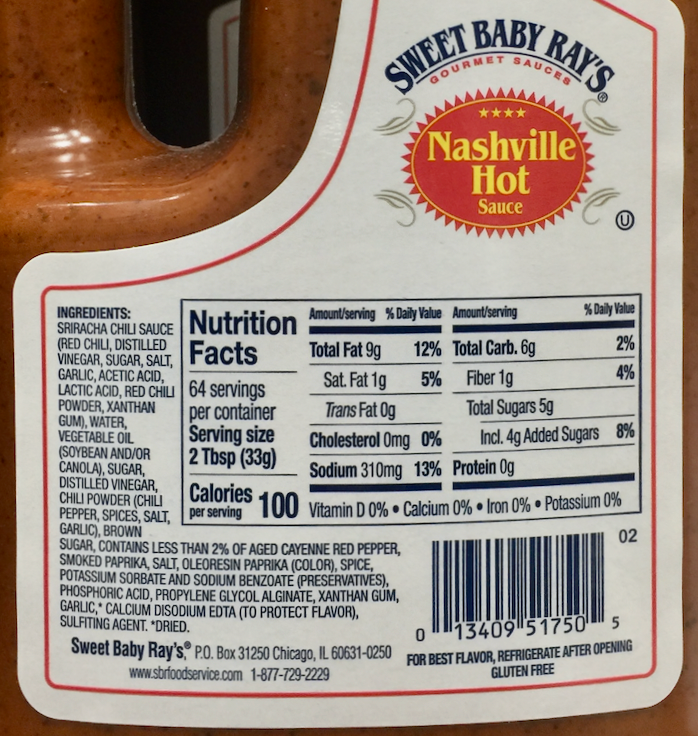 SWEET BABY RAY'S®
GOURMET SAUCES
Nashville
Hot
Sauce
U
INGREDIENTS:
SRIRACHA CHILI SAUCE
(RED CHILI, DISTILLED
VINEGAR, SUGAR, SALT,
GARLIC, ACETIC ACID,
LACTIC ACID, RED CHILI
POWDER, XANTHAN
GUM), WATER,
VEGETABLE OIL
(SOYBEAN AND/OR
CANOLA), SUGAR,
DISTILLED VINEGAR,
CHILI POWDER (CHILI
PEPPER, SPICES, SALT,
GARLIC), BROWN
SUGAR, CONTAINS LESS THAN 2% OF AGED CAYENNE RED PEPPER,
SMOKED PAPRIKA, SALT, OLEORESIN PAPRIKA (COLOR), SPICE,
POTASSIUM SORBATE AND SODIUM BENZOATE (PRESERVATIVES),
PHOSPHORIC ACID, PROPYLENE GLYCOL ALGINATE, XANTHAN GUM,
GARLIC,* CALCIUM DISODIUM EDTA (TO PROTECT FLAVOR),
SULFITING AGENT. *DRIED.
Nutrition
Facts
64 servings
per container
Serving size
2 Tbsp (33g)
Calories 100
per serving
Amount/serving % Daily Value
Total Fat 9g 12%
Sat. Fat 1g 5%
Trans Fat 0g
Cholesterol 0mg 0%
Sodium 310mg 13%
Amount/serving % Daily Value
Total Carb. 6g 2%
Fiber 1g 4%
Total Sugars 5g
Incl. 4g Added Sugars 8%
Protein 0g
Vitamin D 0% • Calcium 0% • Iron 0% • Potassium 0%
02
0 13409 51750 5
Sweet Baby Ray's,® P.O. Box 31250 Chicago, IL 60631-0250
www.sbrfoodservice.com 1-877-729-2229
FOR BEST FLAVOR, REFRIGERATE AFTER OPENING
GLUTEN FREE